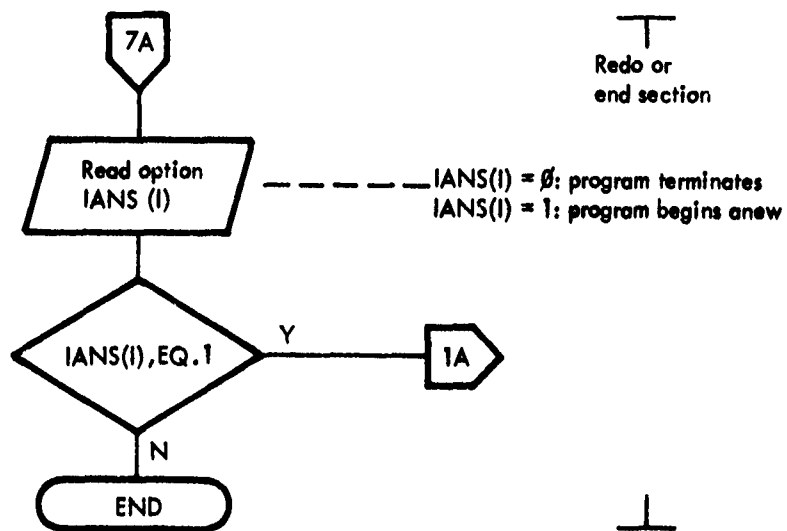 7A
Redo or
end section
Read option
IANS (I)
IANS(I) = Ø: program terminates
IANS(I) = 1: program begins anew
IANS(I),EQ.1
Y
1A
N
END